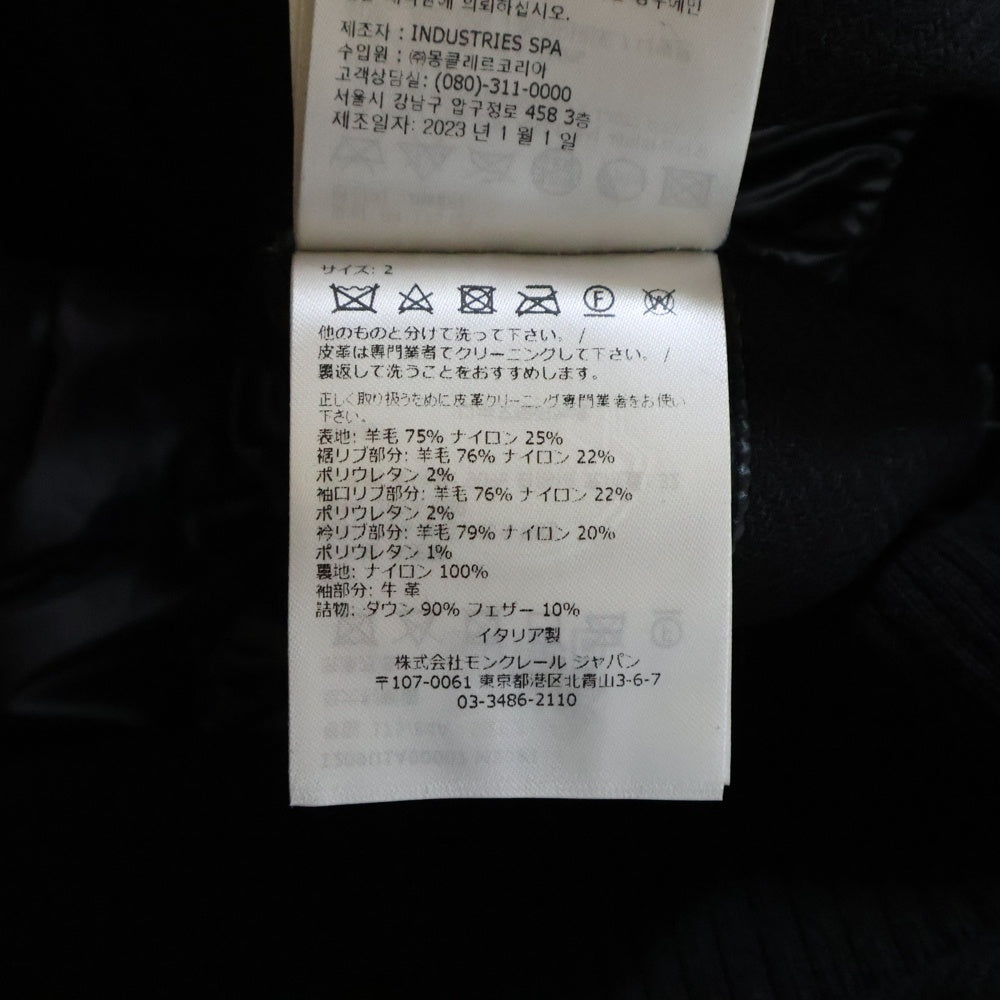 의뢰하십시오.
제조자 : INDUSTRIES SPA
수입원 : ㈜몽클레르코리아
고객상담실: (080)-311-0000
서울시 강남구 압구정로 458 3층
제조일자: 2023 년 1 월 1 일
サイズ: 2
F W
他のものと分けて洗って下さい。 /
皮革は専門業者でクリーニングして下さい。 /
裏返して洗うことをおすすめします。
正しく取り扱うために皮革クリーニング専門業者をお使い
下さい。
表地: 羊毛 75% ナイロン 25%
裾リブ部分: 羊毛 76% ナイロン 22%
ポリウレタン 2%
袖口リブ部分: 羊毛 76% ナイロン 22%
ポリウレタン 2%
衿リブ部分: 羊毛 79% ナイロン 20%
ポリウレタン 1%
裏地: ナイロン 100%
袖部分: 牛 革
詰物: ダウン 90% フェザー 10%
イタリア製
株式会社モンクレール ジャパン
〒107-0061 東京都港区北青山3-6-7
03-3486-2110